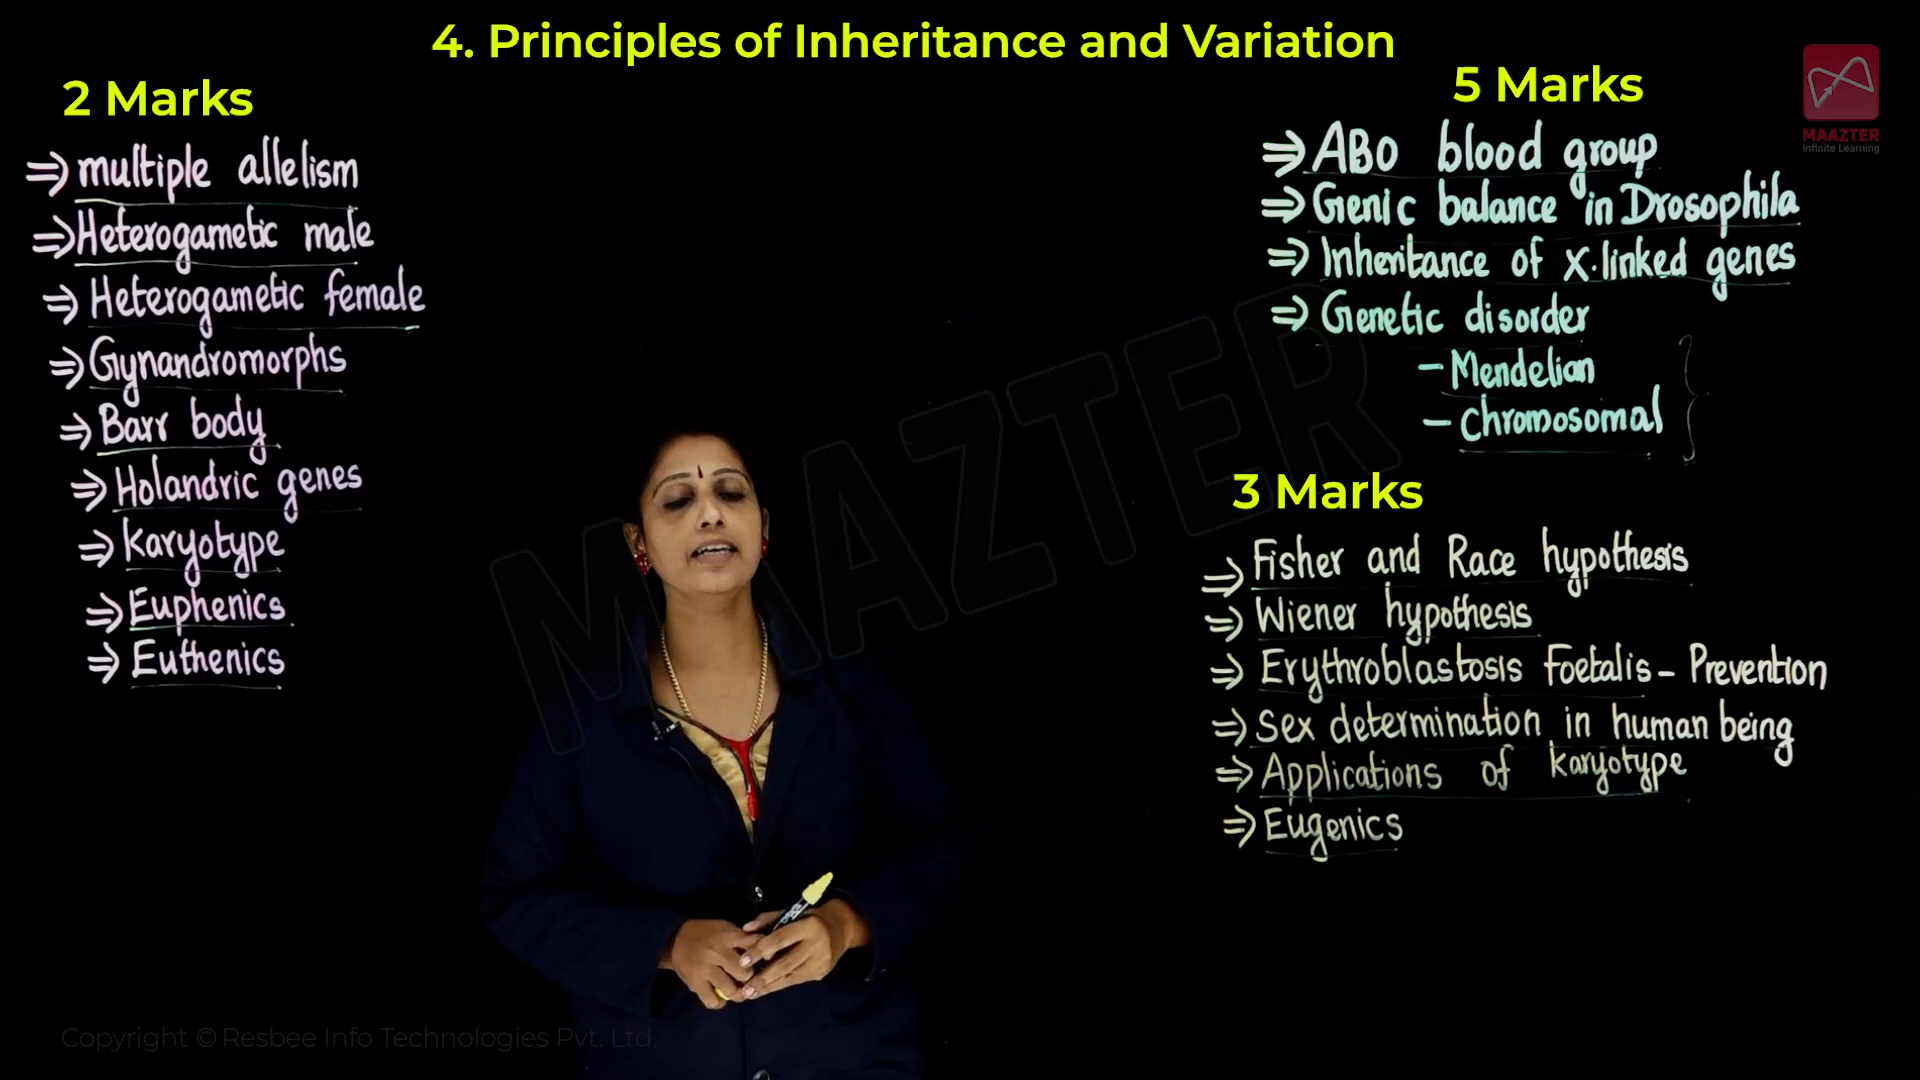 4. Principles of Inheritance and Variation
2 Marks
⇒ multiple allelism
⇒ Heterogametic male
⇒ Heterogametic female
⇒ Gynandromorphs
⇒ Barr body
⇒ Holandric genes
⇒ Karyotype
⇒ Euphenics
⇒ Euthenics
5 Marks
⇒ ABO blood group
⇒ Genic balance in Drosophila
⇒ Inheritance of X.linked genes
⇒ Genetic disorder
- Mendelian
- Chromosomal
3 Marks
⇒ Fisher and Race hypothesis
⇒ Wiener hypothesis
⇒ Erythroblastosis Foetalis - Prevention
⇒ Sex determination in human being
⇒ Applications of karyotype
⇒ Eugenics
MAAZTER
Infinite Learning
MAAZTER
Copyright © Resbee Info Technologies Pvt. Ltd.